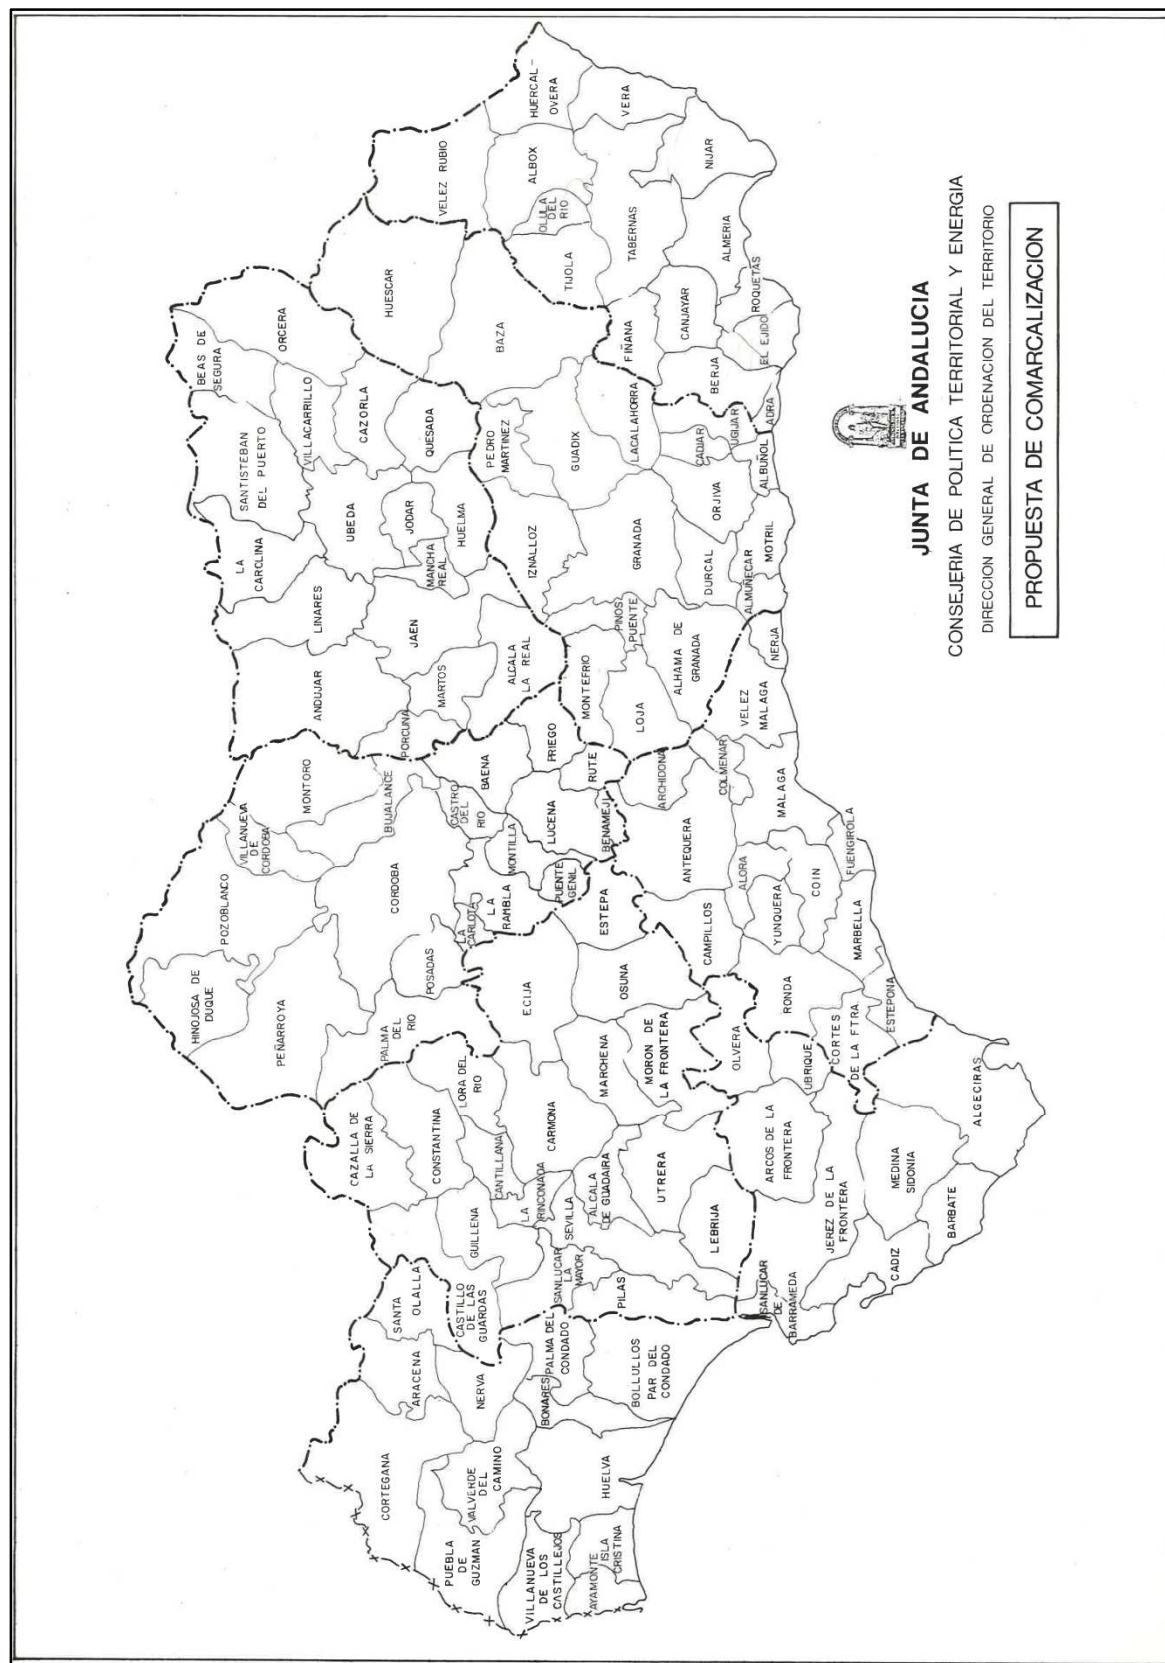 JUNTA DE ANDALUCIA
CONSEJERIA DE POLITICA TERRITORIAL Y ENERGIA
DIRECCION GENERAL DE ORDENACION DEL TERRITORIO
PROPUESTA DE COMARCALIZACION
HINOJOSA DE
DUQUE
POZOBLANCO
PEÑARROYA
VILLANUEVA
DE
CORDOBA
MONTORO
BUJALANCE
CORDOBA
POSADAS
PALMA
DEL
RIO
LA
CARLOTA
LA
RAMBLA
MONTILLA
CASTRO
DEL
RIO
BAENA
PUENTE
GENIL
LUCENA
BENAMEJI
RUTE
PRIEGO
BEAS DE
SEGURA
ORCERA
SANTISTEBAN
DEL PUERTO
VILLACARRILLO
CAZORLA
QUESADA
LA
CARCLINA
UBEDA
JODAR
MANCHA
REAL
HUELMA
LINARES
ANDUJAR
JAEN
MARTOS
PORCUNA
ALCALA
LA REAL
HUESCAR
BAZA
PEDRO
MARTINEZ
GUADIX
LACALAHORRA
IZNALLOZ
GRANADA
PINOS
PUENTE
MONTEFRIO
LOJA
ALHAMA DE
GRANADA
DURCAL
ORJIVA
CADIAR
UGIJAR
ALBUÑOL
MOTRIL
ALMUÑECAR
VELEZ RUBIO
HUERCAL-
OVERA
VERA
ALBOX
OLULA
DEL
RIO
TIJOLA
TABERNAS
NIJAR
ALMERIA
FIÑANA
CANJAYAR
ROQUETAS
EL EJIDO
BERJA
ADRA
NERJA
VELEZ
MALAGA
COLMENAR
ARCHIDONA
ANTEQUERA
MALAGA
ALORA
CAMPILLOS
YUNQUERA
COIN
FUENGIROLA
MARBELLA
RONDA
ESTEPONA
CORTES
DE LA FTRA
CAZALLA DE
LA SIERRA
CONSTANTINA
LORA DEL
RIO
CANTILLANA
GUILLENA
CASTILLO
DE LAS
GUARDAS
LA
RINCONADA
SEVILLA
CARMONA
ECIJA
ESTEPA
OSUNA
MARCHENA
MORON DE
LA FRONTERA
ALCALA
DE GUADAIRA
UTRERA
LEBRIJA
SANLUCAR
LA
MAYOR
PILAS
OLVERA
UBRIQUE
ARCOS DE LA
FRONTERA
JEREZ DE LA
FRONTERA
SANLUCAR
DE
BARRAMEDA
CADIZ
MEDINA
SIDONIA
BARBATE
ALGECIRAS
SANTA
OLALLA
ARACENA
CORTEGANA
NERVA
VALVERDE
DEL
CAMINO
PUEBLA
DE
GUZMAN
VILLANUEVA
DE LOS
CASTILLEJOS
AYAMONTE
ISLA
CRISTINA
HUELVA
BONARES
PALMA DEL
CONDADO
BOLLULLOS
PAR DEL
CONDADO